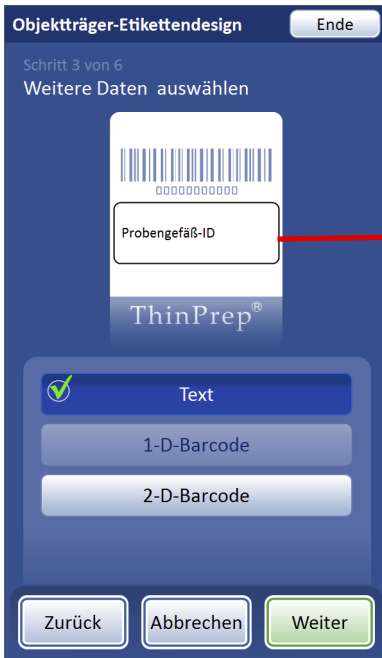 Objektträger-Etikettendesign
Ende
Schritt 3 von 6
Weitere Daten auswählen
Probengefäß-ID
ThinPrep®
Text
1-D-Barcode
2-D-Barcode
Zurück
Abbrechen
Weiter